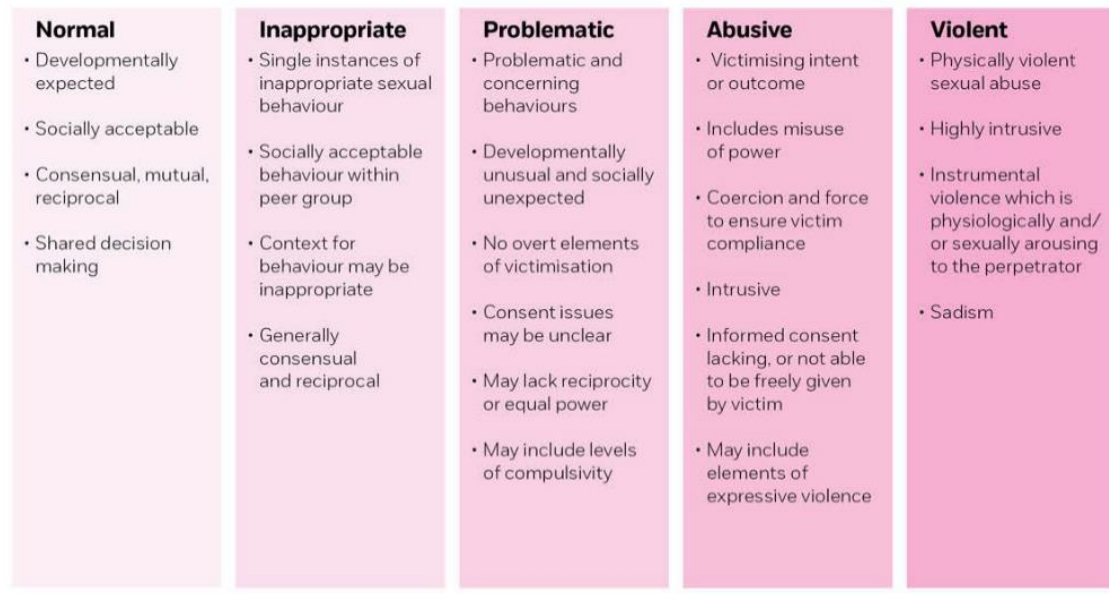 Normal
• Developmentally
expected
• Socially acceptable
• Consensual, mutual,
reciprocal
• Shared decision
making
Inappropriate
• Single instances of
inappropriate sexual
behaviour
• Socially acceptable
behaviour within
peer group
• Context for
behaviour may be
inappropriate
• Generally
consensual
and reciprocal
Problematic
• Problematic and
concerning
behaviours
• Developmentally
unusual and socially
unexpected
• No overt elements
of victimisation
• Consent issues
may be unclear
• May lack reciprocity
or equal power
• May include levels
of compulsivity
Abusive
• Victimising intent
or outcome
• Includes misuse
of power
• Coercion and force
to ensure victim
compliance
• Intrusive
• Informed consent
lacking, or not able
to be freely given
by victim
• May include
elements of
expressive violence
Violent
• Physically violent
sexual abuse
• Highly intrusive
• Instrumental
violence which is
physiologically and/
or sexually arousing
to the perpetrator
• Sadism